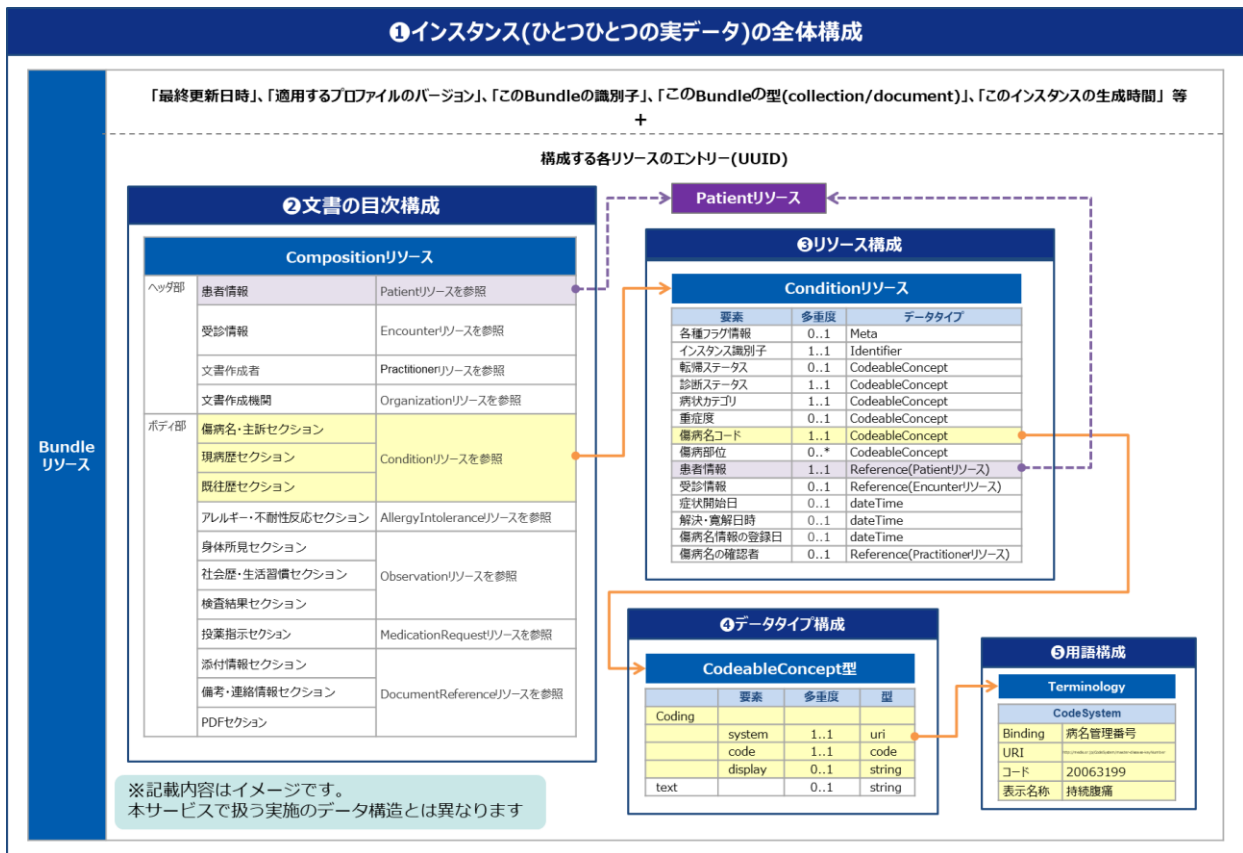 ❶インスタンス(ひとつひとつの実データ)の全体構成
Bundle
リソース
「最終更新日時」、「適用するプロファイルのバージョン」、「このBundleの識別子」、「このBundleの型(collection/document)」、「このインスタンスの生成時間」等
+
構成する各リソースのエントリー(UUID)
❷文書の目次構成
Compositionリソース
ヘッダ部
患者情報 Patientリソースを参照
受診情報 Encounterリソースを参照
文書作成者 Practitionerリソースを参照
文書作成機関 Organizationリソースを参照
ボディ部
傷病名・主訴セクション
現病歴セクション Conditionリソースを参照
既往歴セクション
アレルギー・不耐性反応セクション AllergyIntoleranceリソースを参照
身体所見セクション
社会歴・生活習慣セクション Observationリソースを参照
検査結果セクション
投薬指示セクション MedicationRequestリソースを参照
添付情報セクション
備考・連絡情報セクション DocumentReferenceリソースを参照
PDFセクション
Patientリソース
❸リソース構成
Conditionリソース
要素 多重度 データタイプ
各種フラグ情報 0..1 Meta
インスタンス識別子 1..1 Identifier
転帰ステータス 0..1 CodeableConcept
診断ステータス 1..1 CodeableConcept
病状カテゴリ 1..1 CodeableConcept
重症度 0..1 CodeableConcept
傷病名コード 1..1 CodeableConcept
傷病部位 0..* CodeableConcept
患者情報 1..1 Reference(Patientリソース)
受診情報 0..1 Reference(Encunterリソース)
症状開始日 0..1 dateTime
解決・寛解日時 0..1 dateTime
傷病名情報の登録日 0..1 dateTime
傷病名の確認者 0..1 Reference(Practitionerリソース)
❹データタイプ構成
CodeableConcept型
要素 多重度 型
Coding
system 1..1 uri
code 1..1 code
display 0..1 string
text 0..1 string
❺用語構成
Terminology
CodeSystem
Binding 病名管理番号
URI
コード 20063199
表示名称 持続腹痛
※記載内容はイメージです。
本サービスで扱う実施のデータ構造とは異なります